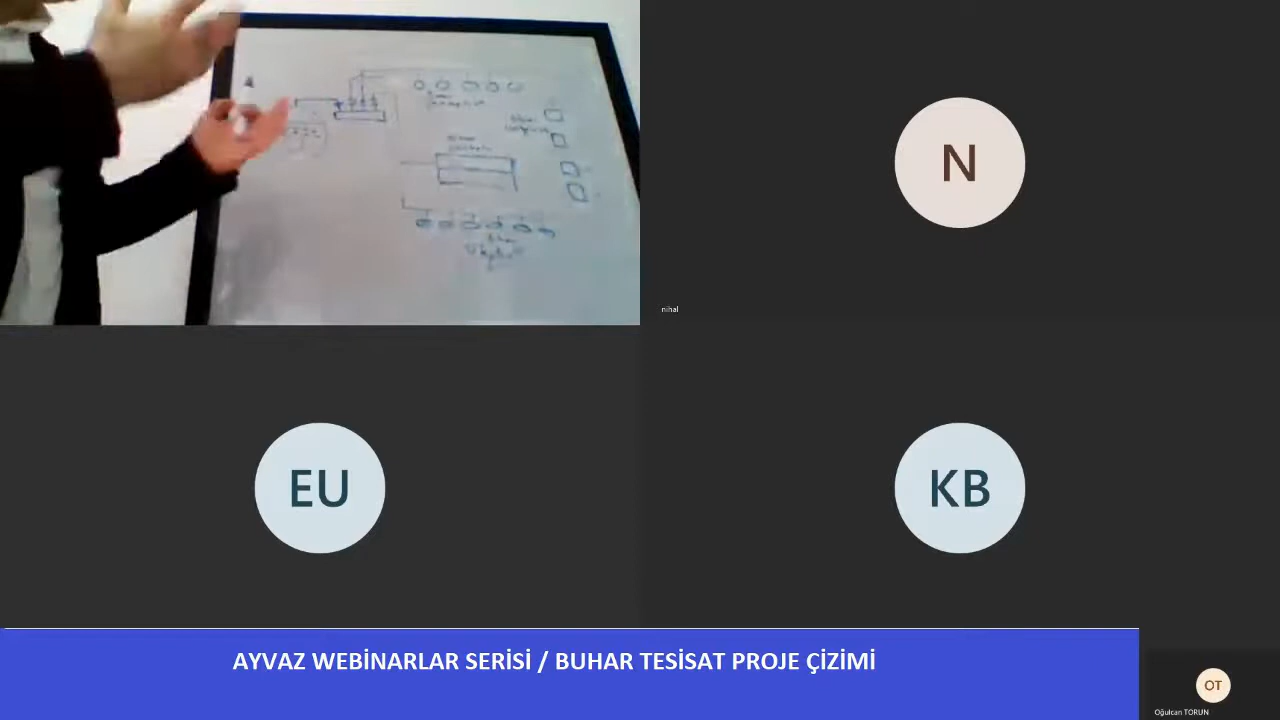 N
nihal
EU
KB
AYVAZ WEBİNARLAR SERİSİ / BUHAR TESİSAT PROJE ÇİZİMİ
OT
Oğulcan TORUN